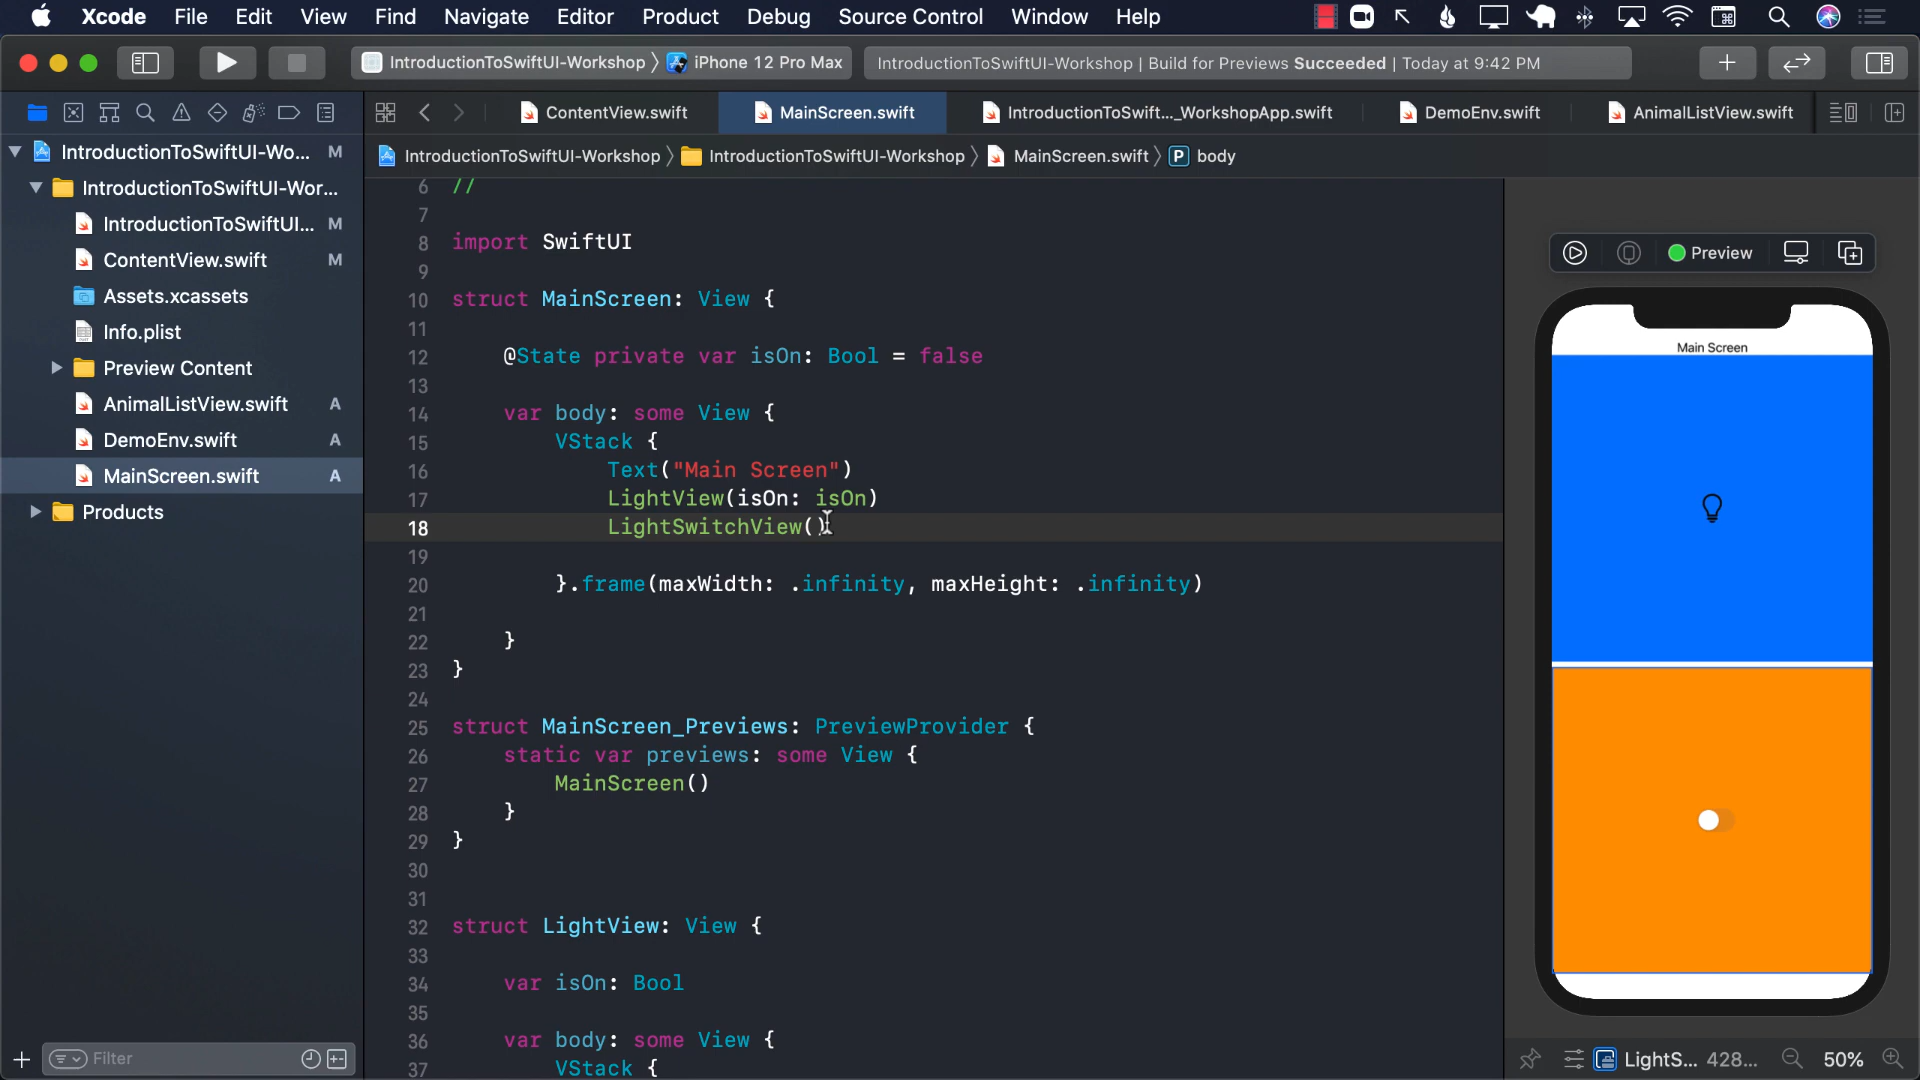 Xcode File Edit View Find Navigate Editor Product Debug Source Control Window Help
IntroductionToSwiftUI-Workshop 〉 iPhone 12 Pro Max
IntroductionToSwiftUI-Workshop | Build for Previews Succeeded | Today at 9:42 PM
ContentView.swift MainScreen.swift IntroductionToSwift..._WorkshopApp.swift DemoEnv.swift AnimalListView.swift
IntroductionToSwiftUI-Workshop 〉 IntroductionToSwiftUI-Workshop 〉 MainScreen.swift 〉 P body
IntroductionToSwiftUI-Wo... M
IntroductionToSwiftUI-Wor...
IntroductionToSwiftUI... M
ContentView.swift M
Assets.xcassets
Info.plist
Preview Content
AnimalListView.swift A
DemoEnv.swift A
MainScreen.swift A
Products
Filter
6 //
7
8 import SwiftUI
9
10 struct MainScreen: View {
11
12 @State private var isOn: Bool = false
13
14 var body: some View {
15 VStack {
16 Text("Main Screen")
17 LightView(isOn: isOn)
18 LightSwitchView()
19
20 }.frame(maxWidth: .infinity, maxHeight: .infinity)
21
22 }
23 }
24
25 struct MainScreen_Previews: PreviewProvider {
26 static var previews: some View {
27 MainScreen()
28 }
29 }
30
31
32 struct LightView: View {
33
34 var isOn: Bool
35
36 var body: some View {
37 VStack {
Preview
Main Screen
LightS... 428... 50%